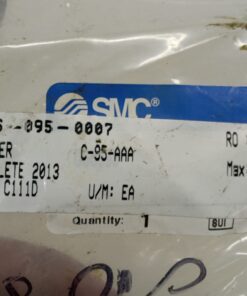 SMC
-095-0007
RO
ER C-95-AAA
LETE 2013 Max
C111D U/M: EA
Quantity: 1